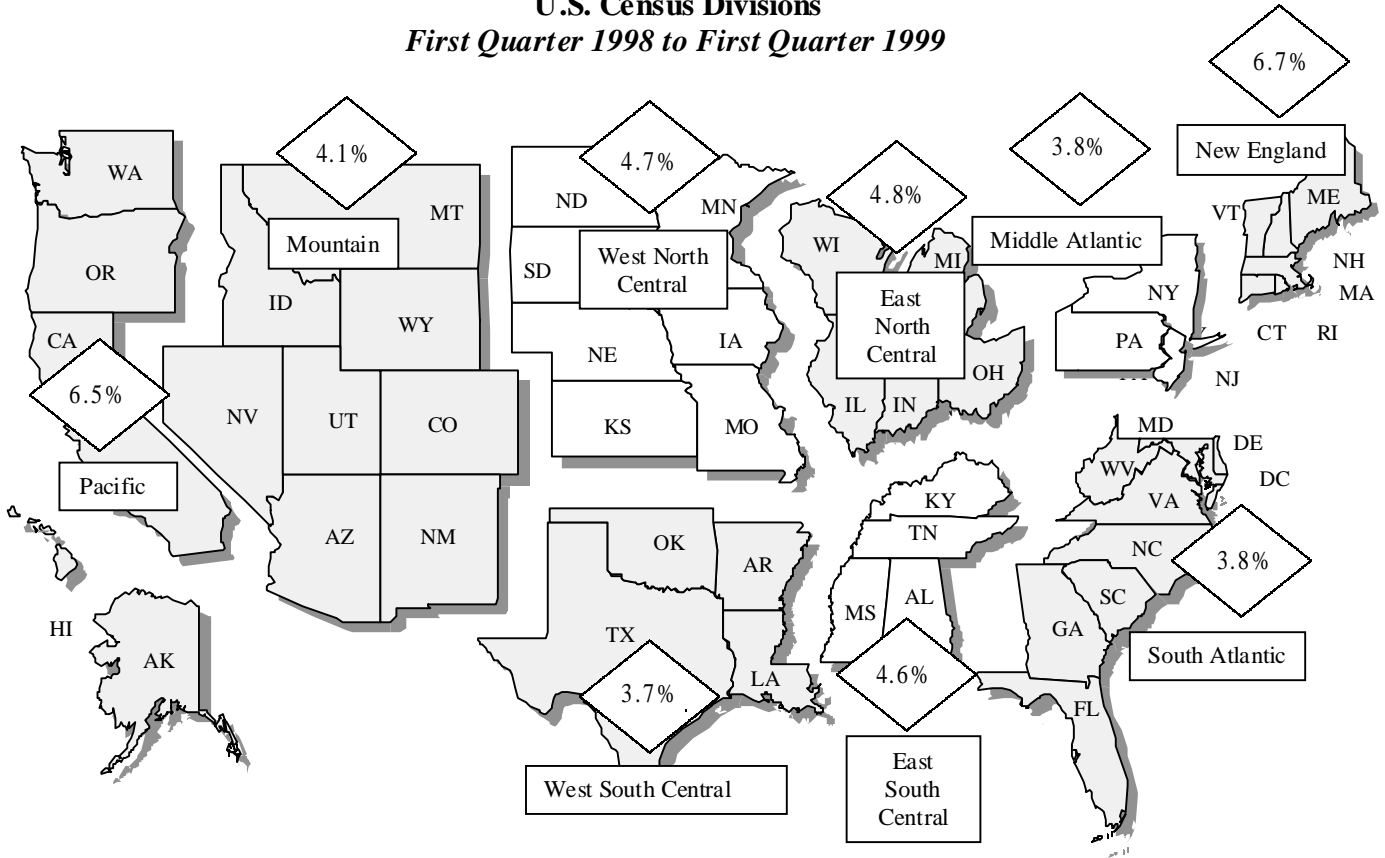 U.S. Census Divisions
First Quarter 1998 to First Quarter 1999
6.7%
New England
4.1%
Mountain
4.7%
West North
Central
4.8%
East
North
Central
3.8%
Middle Atlantic
WA
OR
CA
6.5%
Pacific
HI
AK
MT
ID
WY
NV
UT
CO
AZ
NM
ND
MN
SD
NE
IA
KS
MO
WI
MI
IL
IN
OH
NY
PA
NJ
VT
ME
NH
MA
CT
RI
MD
DE
DC
WV
VA
NC
SC
GA
FL
3.8%
South Atlantic
KY
TN
MS
AL
4.6%
East
South
Central
OK
AR
TX
LA
3.7%
West South Central